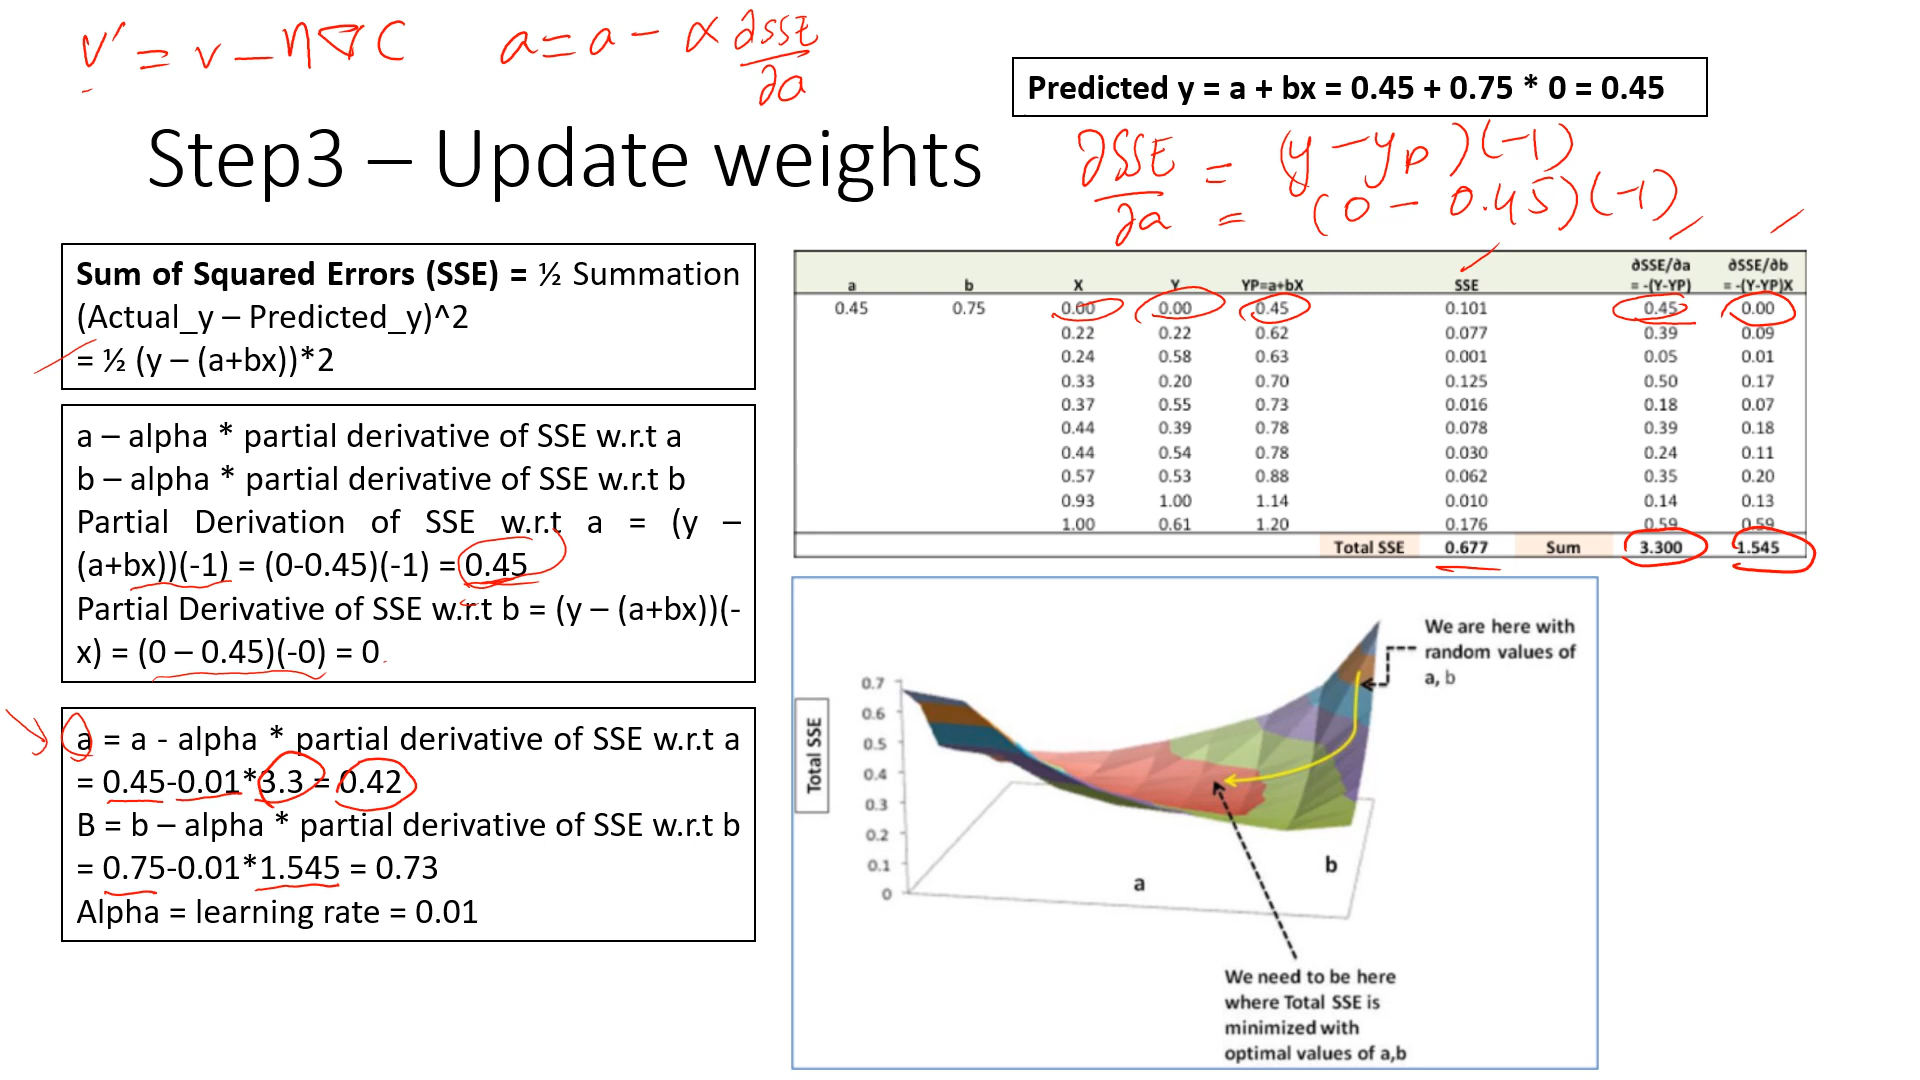 v' = v − η∇C
a = a − α ∂SSE/∂a
Predicted y = a + bx = 0.45 + 0.75 * 0 = 0.45
Step3 – Update weights
∂SSE/∂a = (y − yp)(−1)
= (0 − 0.45)(−1)
Sum of Squared Errors (SSE) = ½ Summation
(Actual_y – Predicted_y)^2
= ½ (y – (a+bx))*2
a – alpha * partial derivative of SSE w.r.t a
b – alpha * partial derivative of SSE w.r.t b
Partial Derivation of SSE w.r.t a = (y –
(a+bx))(-1) = (0-0.45)(-1) = 0.45
Partial Derivative of SSE w.r.t b = (y – (a+bx))(-
x) = (0 – 0.45)(-0) = 0
a = a - alpha * partial derivative of SSE w.r.t a
= 0.45-0.01*3.3 = 0.42
B = b – alpha * partial derivative of SSE w.r.t b
= 0.75-0.01*1.545 = 0.73
Alpha = learning rate = 0.01
∂SSE/∂a ∂SSE/∂b
a b X Y YP=a+bX SSE = -(Y-YP) = -(Y-YP)X
0.45 0.75 0.00 0.00 0.45 0.101 0.45 0.00
0.22 0.22 0.62 0.077 0.39 0.09
0.24 0.58 0.63 0.001 0.05 0.01
0.33 0.20 0.70 0.125 0.50 0.17
0.37 0.55 0.73 0.016 0.18 0.07
0.44 0.39 0.78 0.078 0.39 0.18
0.44 0.54 0.78 0.030 0.24 0.11
0.57 0.53 0.88 0.062 0.35 0.20
0.93 1.00 1.14 0.010 0.14 0.13
1.00 0.61 1.20 0.176 0.59 0.59
Total SSE 0.677 Sum 3.300 1.545
We are here with
random values of
a, b
Total SSE
0.7
0.6
0.5
0.4
0.3
0.2
0.1
0
a
b
We need to be here
where Total SSE is
minimized with
optimal values of a,b